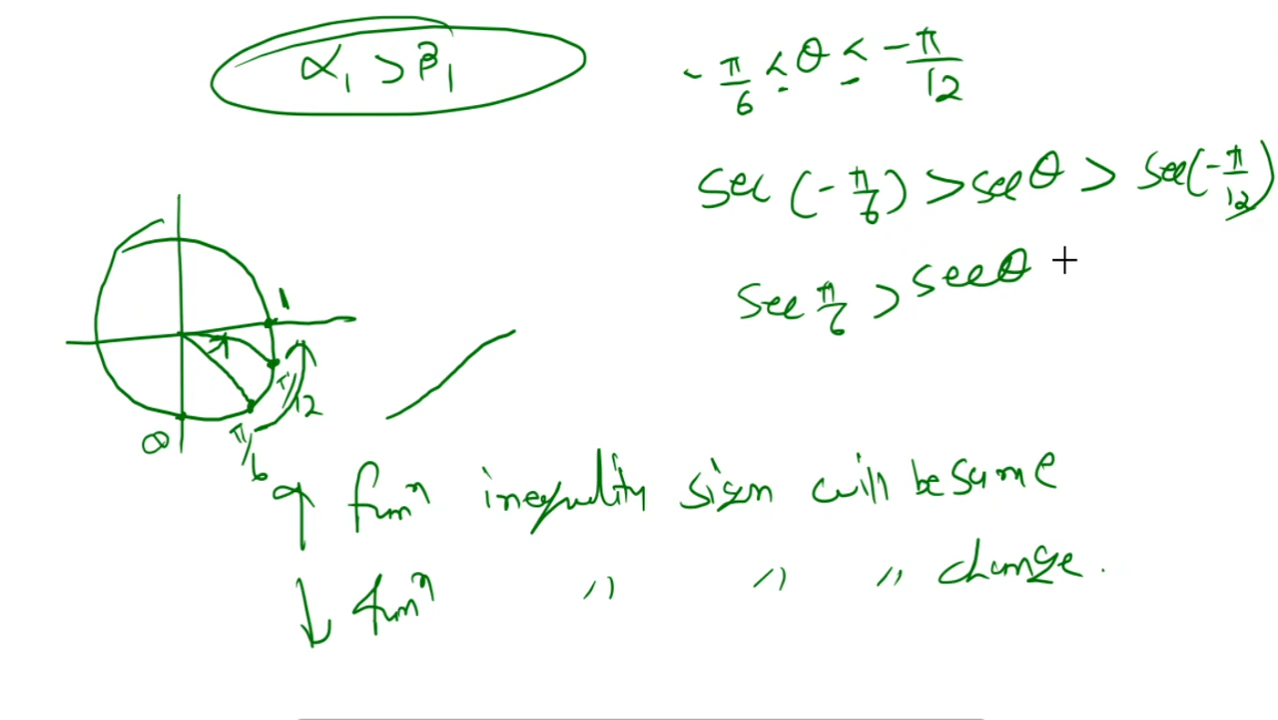 α₁ > β₁
-π/6 < θ < -π/12
sec(-π/6) > secθ > sec(-π/12)
sec π/6 > secθ
1
π/12
∞
π/6
↑ funⁿ inequality sign will be same
↓ funⁿ " " " change.